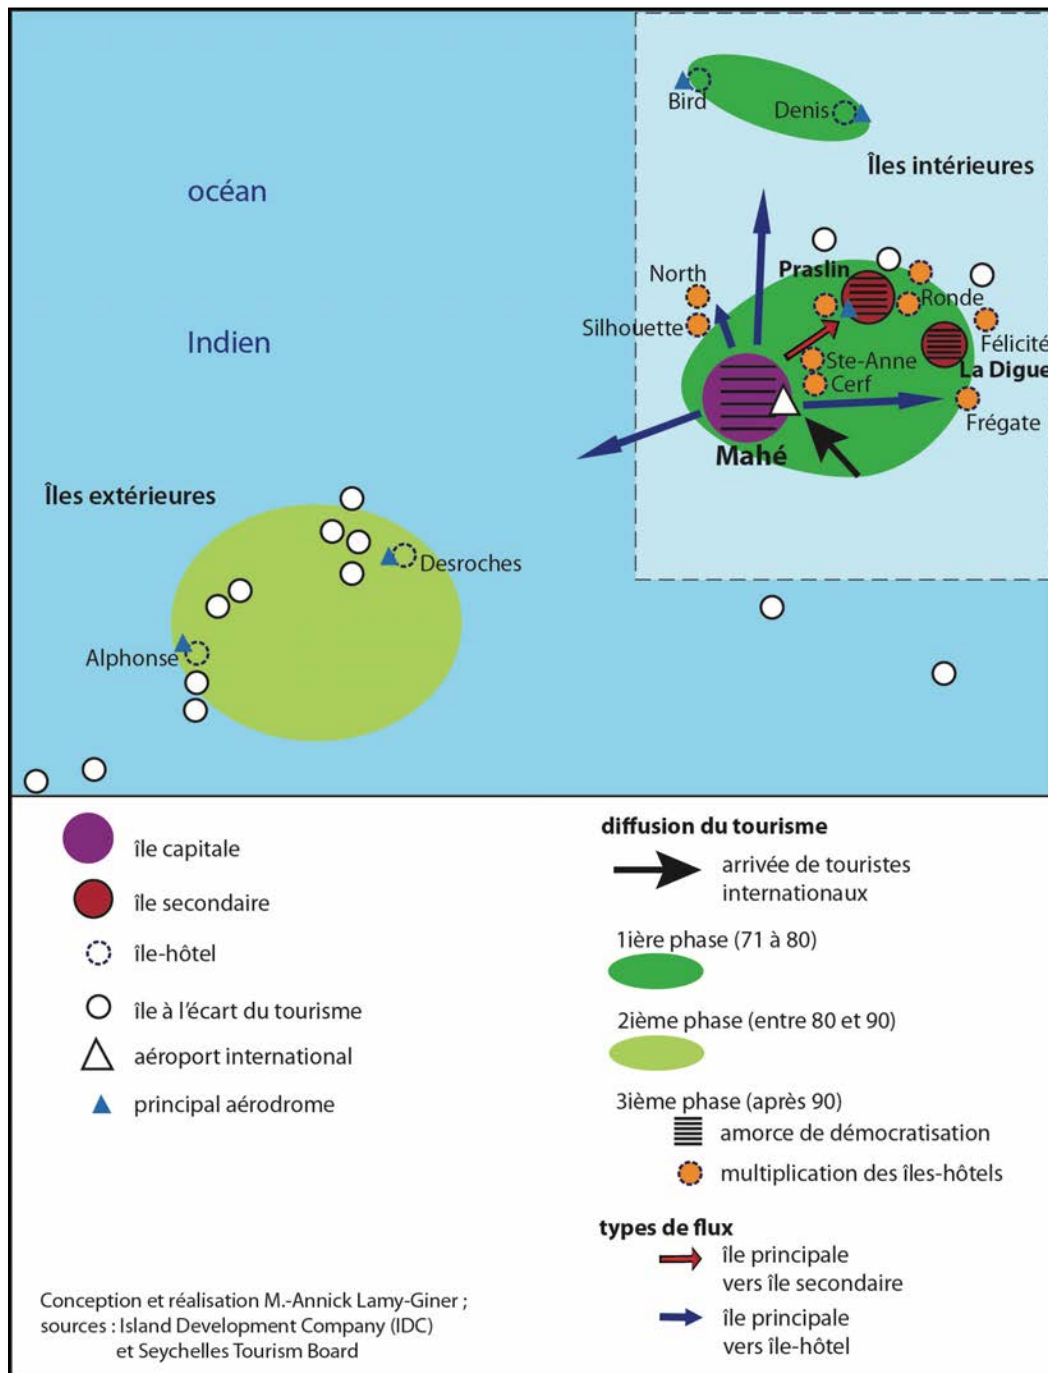 Bird
Denis
Îles intérieures
océan
Praslin
North
Ronde
Silhouette
Félicité
Indien
Ste-Anne
La Digue
Cerf
Frégate
Mahé
Îles extérieures
Desroches
Alphonse
île capitale
île secondaire
île-hôtel
île à l'écart du tourisme
aéroport international
principal aérodrome
diffusion du tourisme
arrivée de touristes
internationaux
1ière phase (71 à 80)
2ième phase (entre 80 et 90)
3ième phase (après 90)
amorce de démocratisation
multiplication des îles-hôtels
types de flux
île principale
vers île secondaire
île principale
vers île-hôtel
Conception et réalisation M.-Annick Lamy-Giner ;
sources : Island Development Company (IDC)
et Seychelles Tourism Board